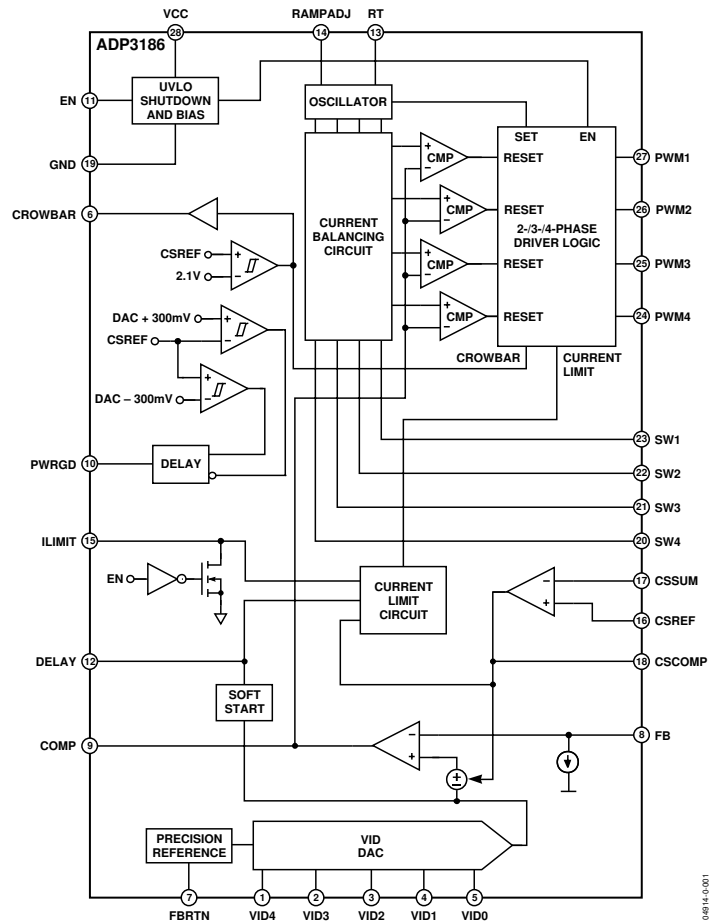 VCC
RAMPADJ
RT
28
14
13
ADP3186
EN
11
UVLO
SHUTDOWN
AND BIAS
OSCILLATOR
SET
EN
GND
19
+
–
CMP
RESET
27
PWM1
CROWBAR
6
CURRENT
BALANCING
CIRCUIT
+
–
CMP
RESET
2-/3-/4-PHASE
DRIVER LOGIC
26
PWM2
CSREF
+
2.1V
–
+
–
CMP
RESET
25
PWM3
DAC + 300mV
+
CSREF
–
+
–
CMP
RESET
24
PWM4
CROWBAR
CURRENT
LIMIT
+
DAC – 300mV
–
23
SW1
PWRGD
10
DELAY
22
SW2
21
SW3
ILIMIT
15
20
SW4
EN
CURRENT
LIMIT
CIRCUIT
–
17
CSSUM
+
16
CSREF
DELAY
12
18
CSCOMP
SOFT
START
COMP
9
–
+
8
FB
+
–
PRECISION
REFERENCE
VID
DAC
7
1
2
3
4
5
FBRTN
VID4
VID3
VID2
VID1
VID0
04914-0-001